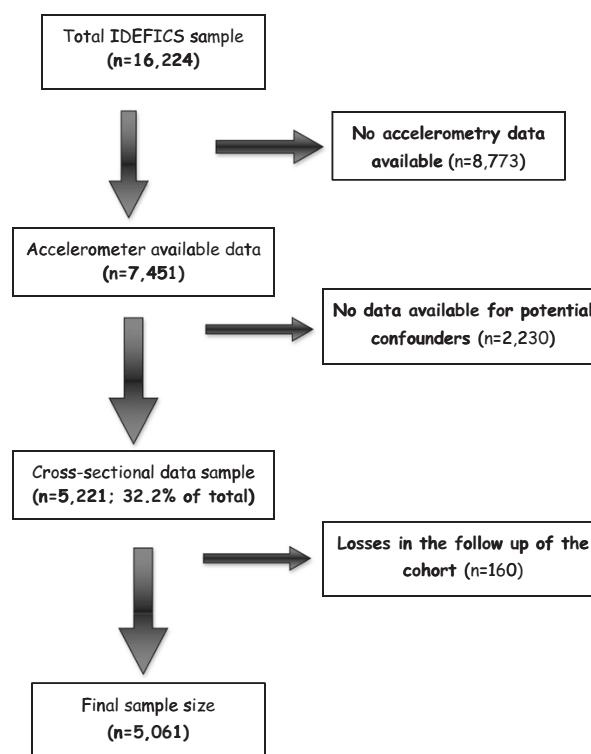 Total IDEFICS sample
(n=16,224)
No accelerometry data
available (n=8,773)
Accelerometer available data
(n=7,451)
No data available for potential
confounders (n=2,230)
Cross-sectional data sample
(n=5,221; 32.2% of total)
Losses in the follow up of the
cohort (n=160)
Final sample size
(n=5,061)